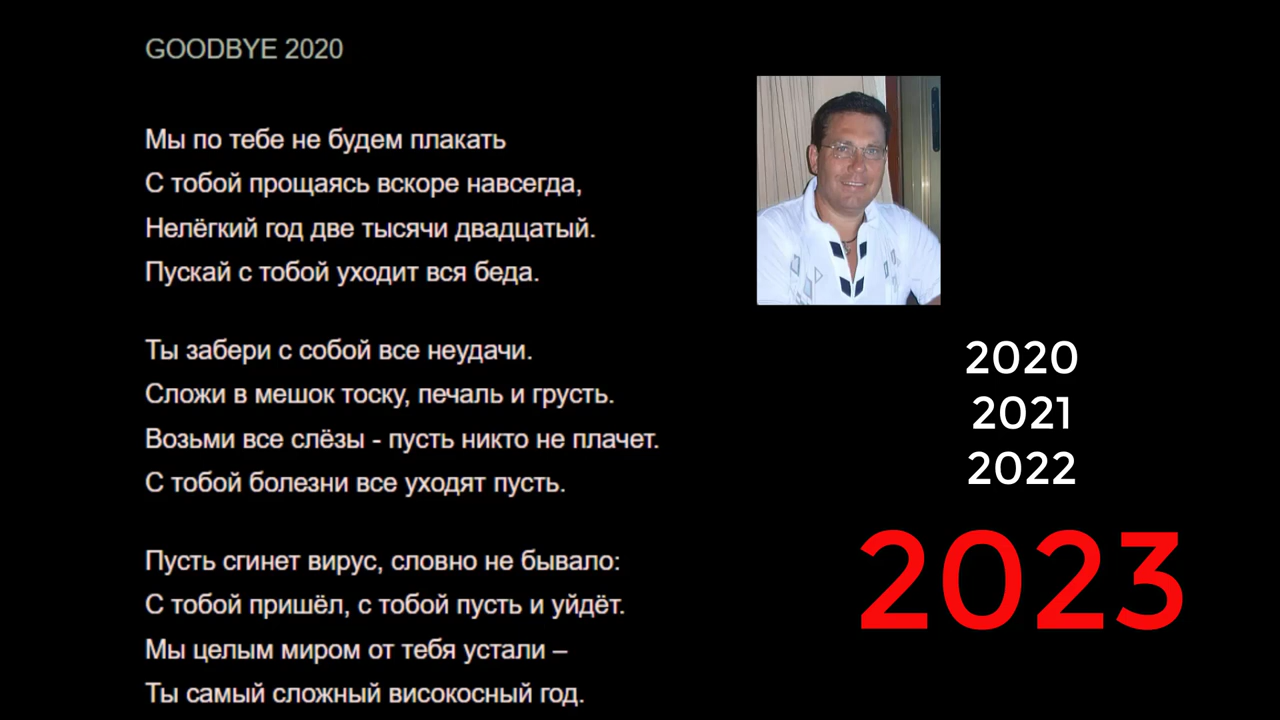 GOODBYE 2020
Мы по тебе не будем плакать
С тобой прощаясь вскоре навсегда,
Нелёгкий год две тысячи двадцатый.
Пускай с тобой уходит вся беда.
Ты забери с собой все неудачи.
Сложи в мешок тоску, печаль и грусть.
Возьми все слёзы - пусть никто не плачет.
С тобой болезни все уходят пусть.
Пусть сгинет вирус, словно не бывало:
С тобой пришёл, с тобой пусть и уйдёт.
Мы целым миром от тебя устали –
Ты самый сложный високосный год.
2020
2021
2022
2023